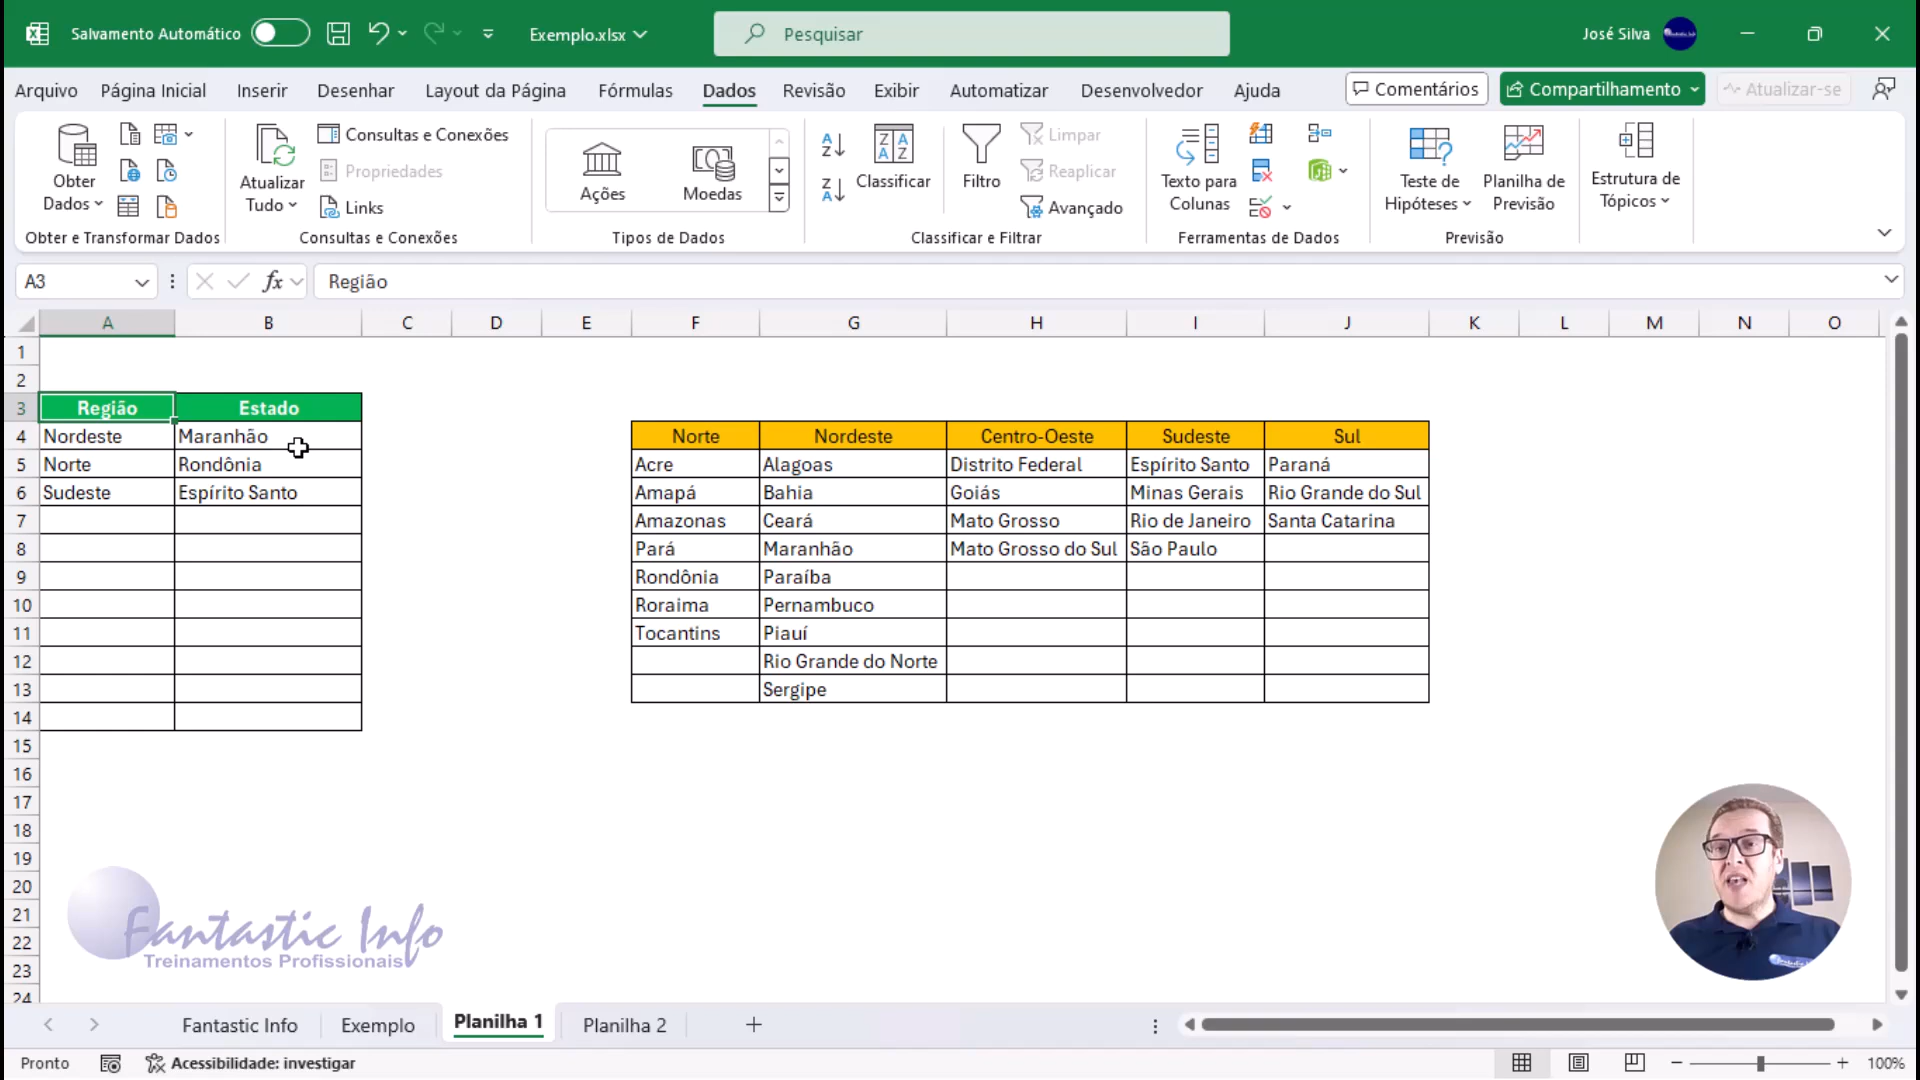 Salvamento Automático
Exemplo.xlsx
Pesquisar
José Silva
Arquivo Página Inicial Inserir Desenhar Layout da Página Fórmulas Dados Revisão Exibir Automatizar Desenvolvedor Ajuda Comentários Compartilhamento Atualizar-se
Obter Dados
Obter e Transformar Dados
Atualizar Tudo
Consultas e Conexões
Propriedades
Links
Consultas e Conexões
Ações
Moedas
Tipos de Dados
Classificar
Filtro
Limpar
Reaplicar
Avançado
Classificar e Filtrar
Texto para Colunas
Ferramentas de Dados
Teste de Hipóteses
Planilha de Previsão
Previsão
Estrutura de Tópicos
A3 fx Região
A B C D E F G H I J K L M N O
1
2
3 Região Estado
4 Nordeste Maranhão Norte Nordeste Centro-Oeste Sudeste Sul
5 Norte Rondônia Acre Alagoas Distrito Federal Espírito Santo Paraná
6 Sudeste Espírito Santo Amapá Bahia Goiás Minas Gerais Rio Grande do Sul
7 Amazonas Ceará Mato Grosso Rio de Janeiro Santa Catarina
8 Pará Maranhão Mato Grosso do Sul São Paulo
9 Rondônia Paraíba
10 Roraima Pernambuco
11 Tocantins Piauí
12 Rio Grande do Norte
13 Sergipe
14
15
16
17
18
19
20
21
22
23
24
Fantastic Info
Treinamentos Profissionais
Fantastic Info Exemplo Planilha 1 Planilha 2
Pronto Acessibilidade: investigar 100%